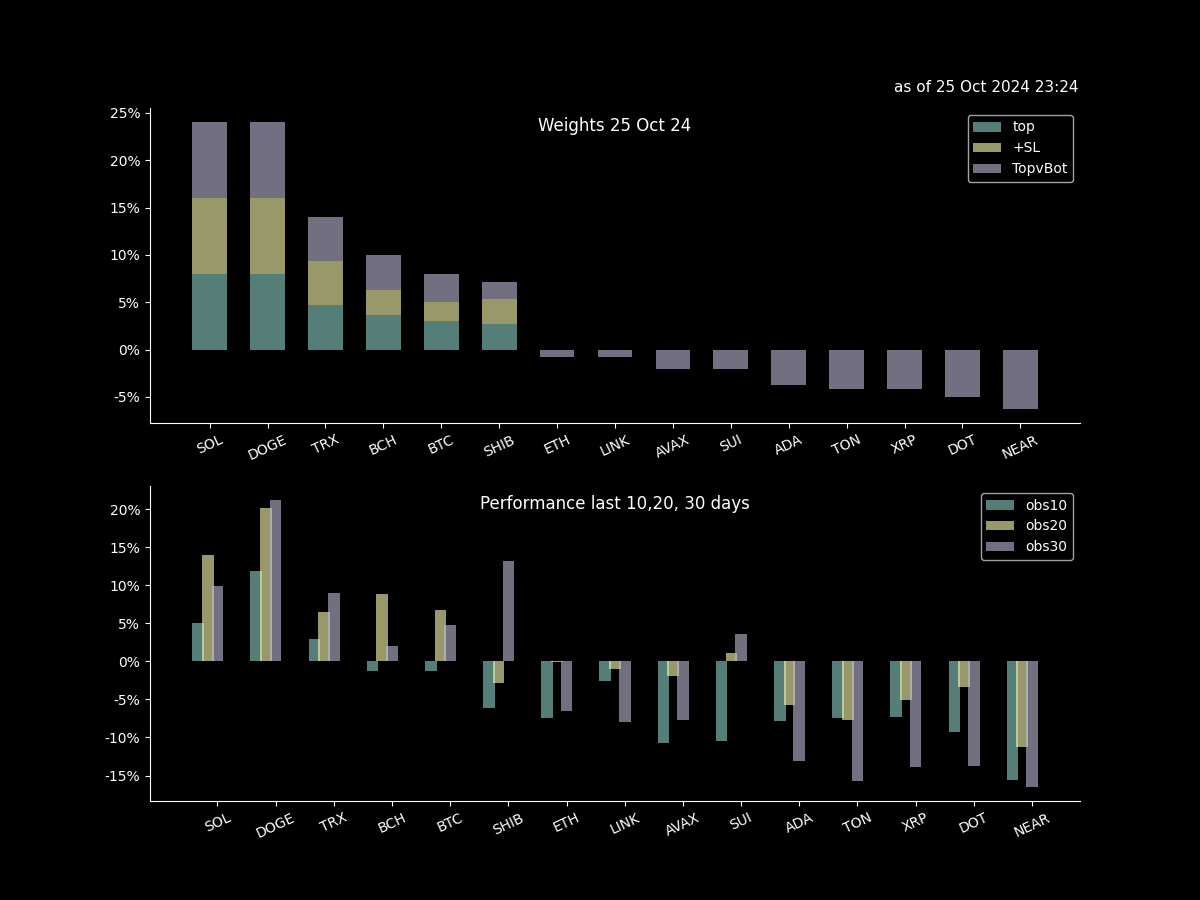 as of 25 Oct 2024 23:24
Weights 25 Oct 24
top
+SL
TopvBot
25%
20%
15%
10%
5%
0%
-5%
SOL DOGE TRX BCH BTC SHIB ETH LINK AVAX SUI ADA TON XRP DOT NEAR
Performance last 10,20, 30 days
obs10
obs20
obs30
20%
15%
10%
5%
0%
-5%
-10%
-15%
SOL DOGE TRX BCH BTC SHIB ETH LINK AVAX SUI ADA TON XRP DOT NEAR